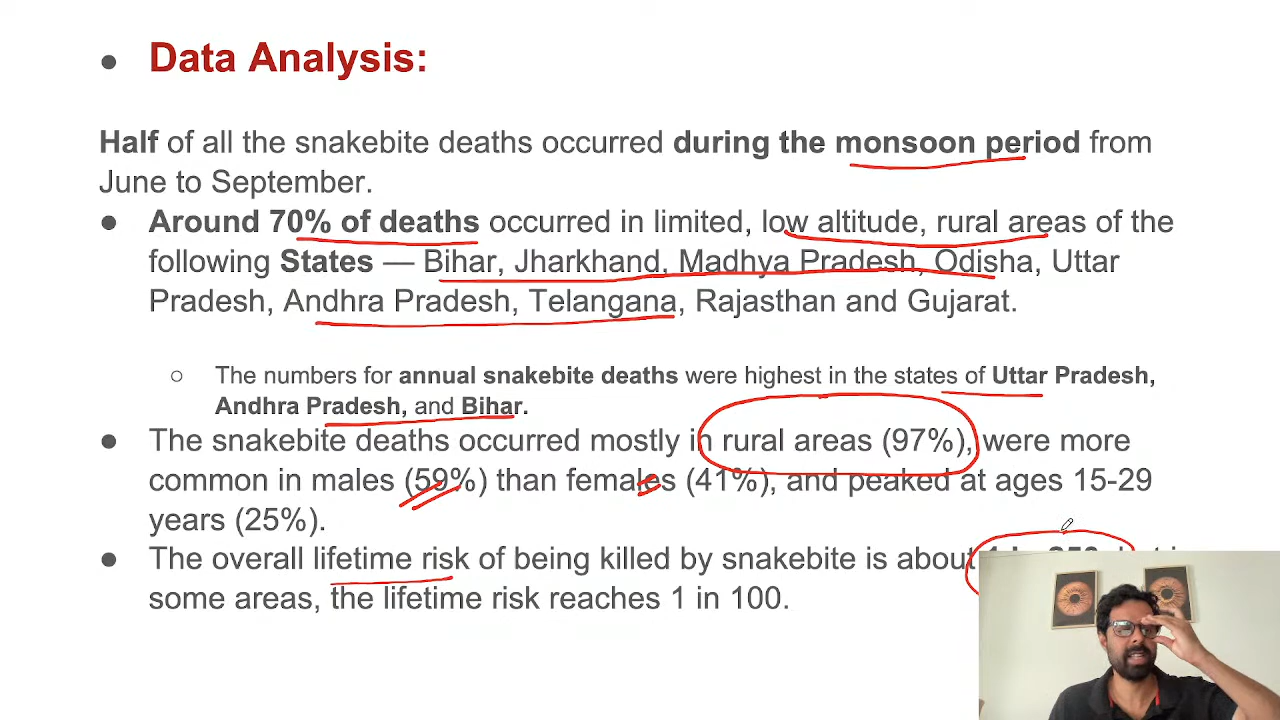 ● Data Analysis:
Half of all the snakebite deaths occurred during the monsoon period from
June to September.
● Around 70% of deaths occurred in limited, low altitude, rural areas of the
following States — Bihar, Jharkhand, Madhya Pradesh, Odisha, Uttar
Pradesh, Andhra Pradesh, Telangana, Rajasthan and Gujarat.
○ The numbers for annual snakebite deaths were highest in the states of Uttar Pradesh,
Andhra Pradesh, and Bihar.
● The snakebite deaths occurred mostly in rural areas (97%), were more
common in males (59%) than females (41%), and peaked at ages 15-29
years (25%).
● The overall lifetime risk of being killed by snakebite is about
some areas, the lifetime risk reaches 1 in 100.